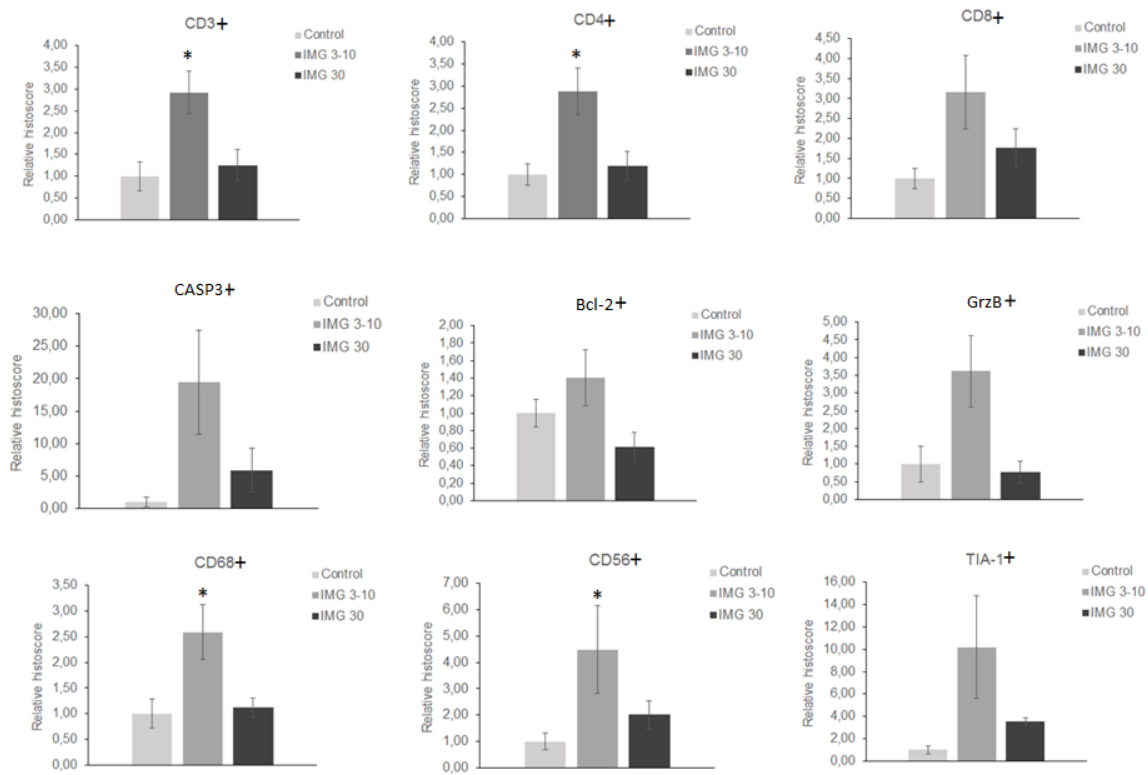 CD3+
Control
IMG 3-10
IMG 30
Relative histoscore
4,00
3,50
3,00
2,50
2,00
1,50
1,00
0,50
0,00
*
CD4+
Control
IMG 3-10
IMG 30
Relative histoscore
4,00
3,50
3,00
2,50
2,00
1,50
1,00
0,50
0,00
*
CD8+
Control
IMG 3-10
IMG 30
Relative histoscore
4,50
4,00
3,50
3,00
2,50
2,00
1,50
1,00
0,50
0,00
CASP3+
Control
IMG 3-10
IMG 30
Relative histoscore
30,00
25,00
20,00
15,00
10,00
5,00
0,00
Bcl-2+
Control
IMG 3-10
IMG 30
Relative histoscore
2,00
1,80
1,60
1,40
1,20
1,00
0,80
0,60
0,40
0,20
0,00
GrzB+
Control
IMG 3-10
IMG 30
Relative histoscore
5,00
4,50
4,00
3,50
3,00
2,50
2,00
1,50
1,00
0,50
0,00
CD68+
Control
IMG 3-10
IMG 30
Relative histoscore
3,50
3,00
2,50
2,00
1,50
1,00
0,50
0,00
*
CD56+
Control
IMG 3-10
IMG 30
Relative histoscore
7,00
6,00
5,00
4,00
3,00
2,00
1,00
0,00
*
TIA-1+
Control
IMG 3-10
IMG 30
Relative histoscore
16,00
14,00
12,00
10,00
8,00
6,00
4,00
2,00
0,00